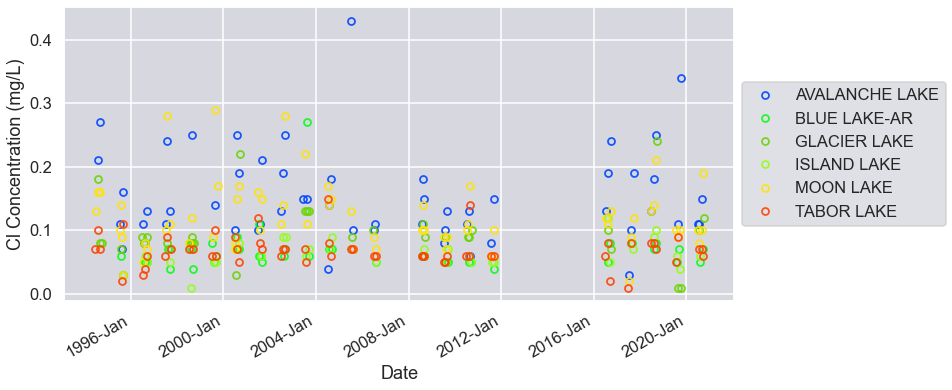 Cl Concentration (mg/L)
0.4
0.3
0.2
0.1
0.0
1996-Jan
2000-Jan
2004-Jan
2008-Jan
2012-Jan
2016-Jan
2020-Jan
Date
AVALANCHE LAKE
BLUE LAKE-AR
GLACIER LAKE
ISLAND LAKE
MOON LAKE
TABOR LAKE